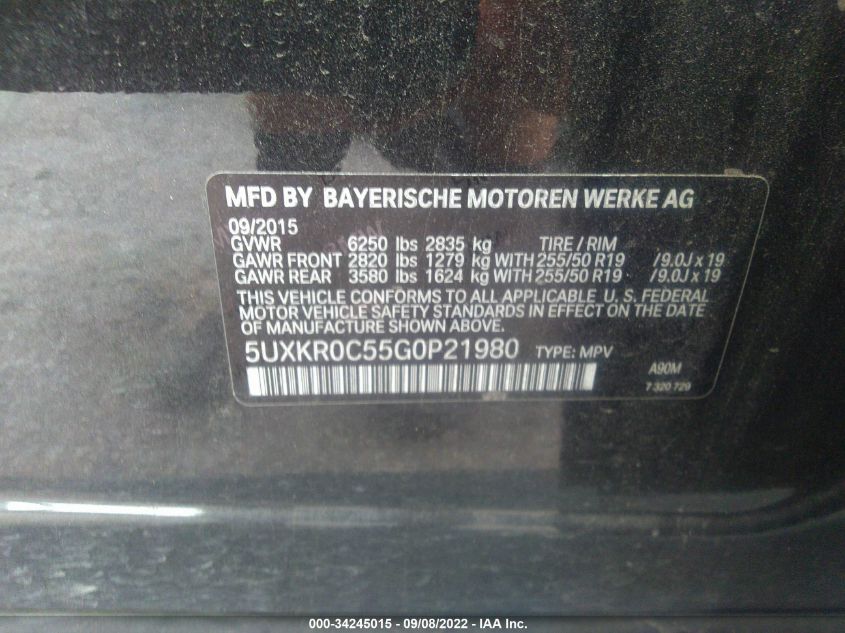 MFD BY BAYERISCHE MOTOREN WERKE AG
09/2015
GVWR 6250 lbs 2835 kg TIRE / RIM
GAWR FRONT 2820 lbs 1279 kg WITH 255/50 R19 /9.0J x 19
GAWR REAR 3580 lbs 1624 kg WITH 255/50 R19 /9.0J x 19
THIS VEHICLE CONFORMS TO ALL APPLICABLE U. S. FEDERAL
MOTOR VEHICLE SAFETY STANDARDS IN EFFECT ON THE DATE
OF MANUFACTURE SHOWN ABOVE
5UXKR0C55G0P21980 TYPE: MPV
A90M
7 320 729
000-34245015 - 09/08/2022 - IAA Inc.